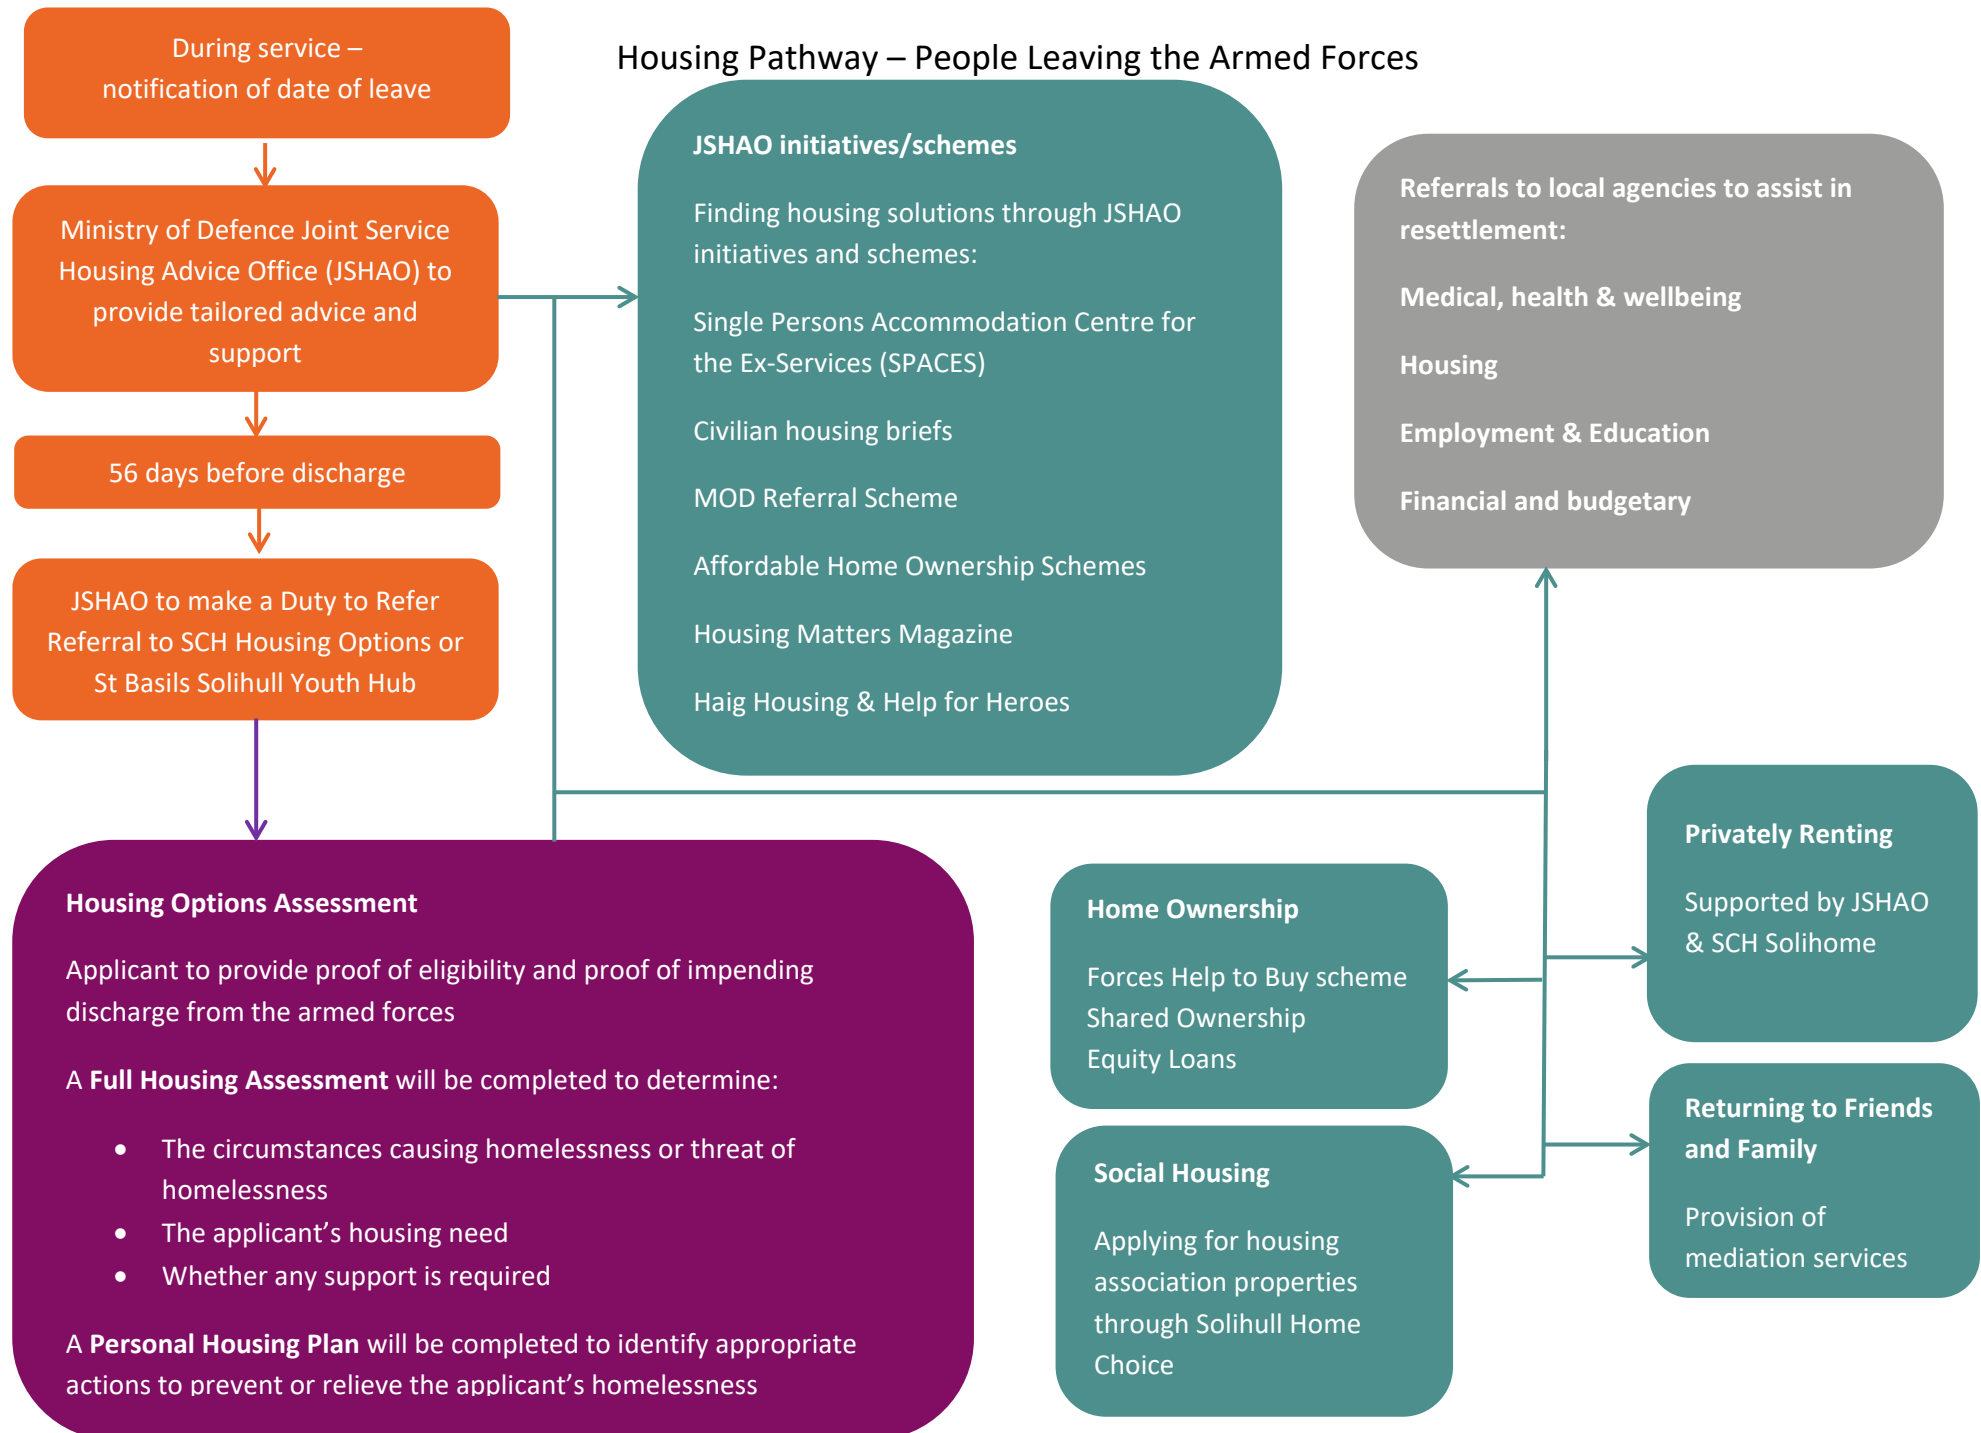 Housing Pathway – People Leaving the Armed Forces
During service –
notification of date of leave
Ministry of Defence Joint Service
Housing Advice Office (JSHAO) to
provide tailored advice and
support
56 days before discharge
JSHAO to make a Duty to Refer
Referral to SCH Housing Options or
St Basils Solihull Youth Hub
Housing Options Assessment
Applicant to provide proof of eligibility and proof of impending
discharge from the armed forces
A Full Housing Assessment will be completed to determine:
• The circumstances causing homelessness or threat of
homelessness
• The applicant’s housing need
• Whether any support is required
A Personal Housing Plan will be completed to identify appropriate
actions to prevent or relieve the applicant’s homelessness
JSHAO initiatives/schemes
Finding housing solutions through JSHAO
initiatives and schemes:
Single Persons Accommodation Centre for
the Ex-Services (SPACES)
Civilian housing briefs
MOD Referral Scheme
Affordable Home Ownership Schemes
Housing Matters Magazine
Haig Housing & Help for Heroes
Referrals to local agencies to assist in
resettlement:
Medical, health & wellbeing
Housing
Employment & Education
Financial and budgetary
Home Ownership
Forces Help to Buy scheme
Shared Ownership
Equity Loans
Social Housing
Applying for housing
association properties
through Solihull Home
Choice
Privately Renting
Supported by JSHAO
& SCH Solihome
Returning to Friends
and Family
Provision of
mediation services